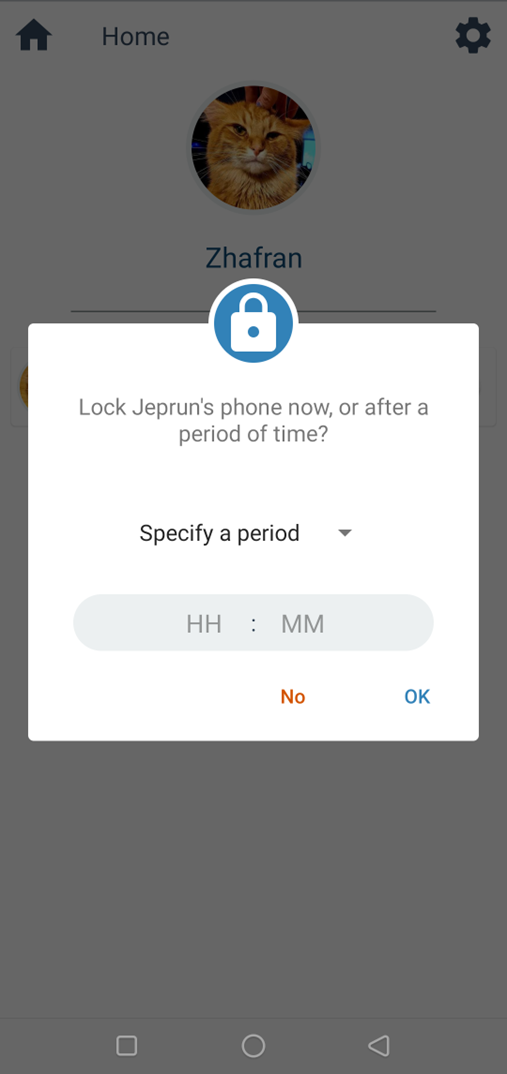 Home
Zhafran
Lock Jeprun's phone now, or after a
period of time?
Specify a period
HH : MM
No OK